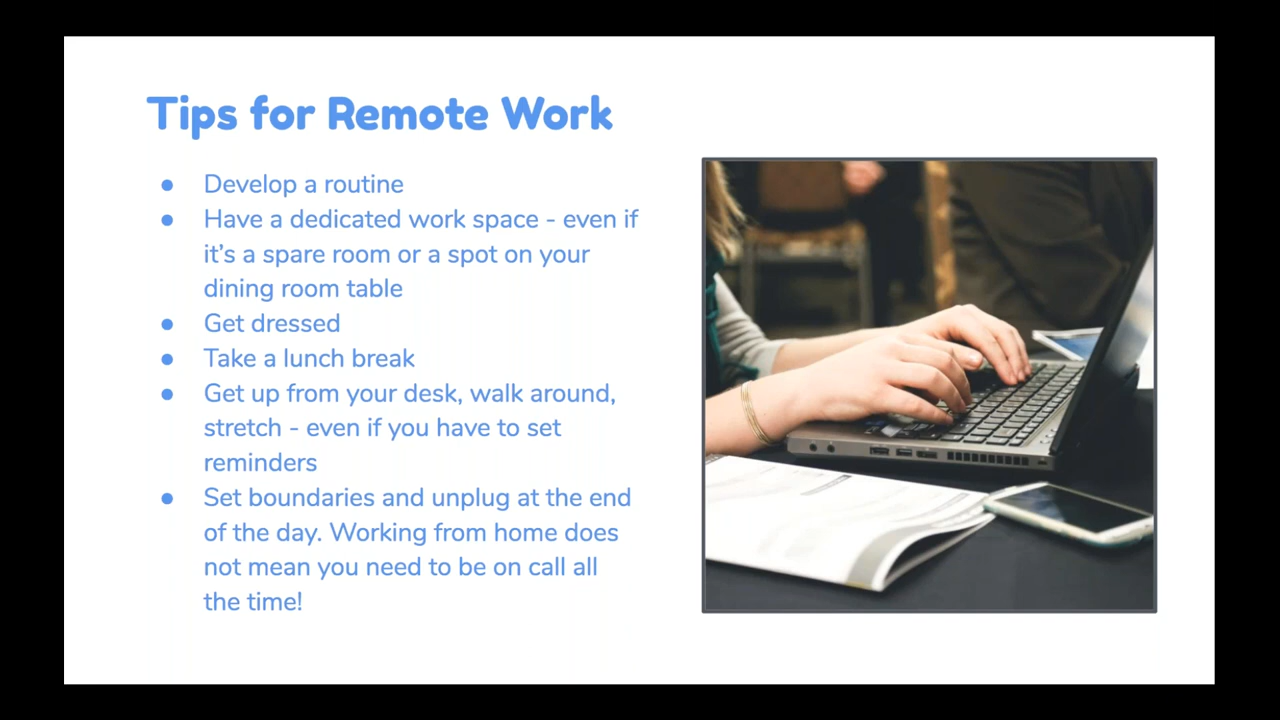 Tips for Remote Work
● Develop a routine
● Have a dedicated work space - even if
it’s a spare room or a spot on your
dining room table
● Get dressed
● Take a lunch break
● Get up from your desk, walk around,
stretch - even if you have to set
reminders
● Set boundaries and unplug at the end
of the day. Working from home does
not mean you need to be on call all
the time!